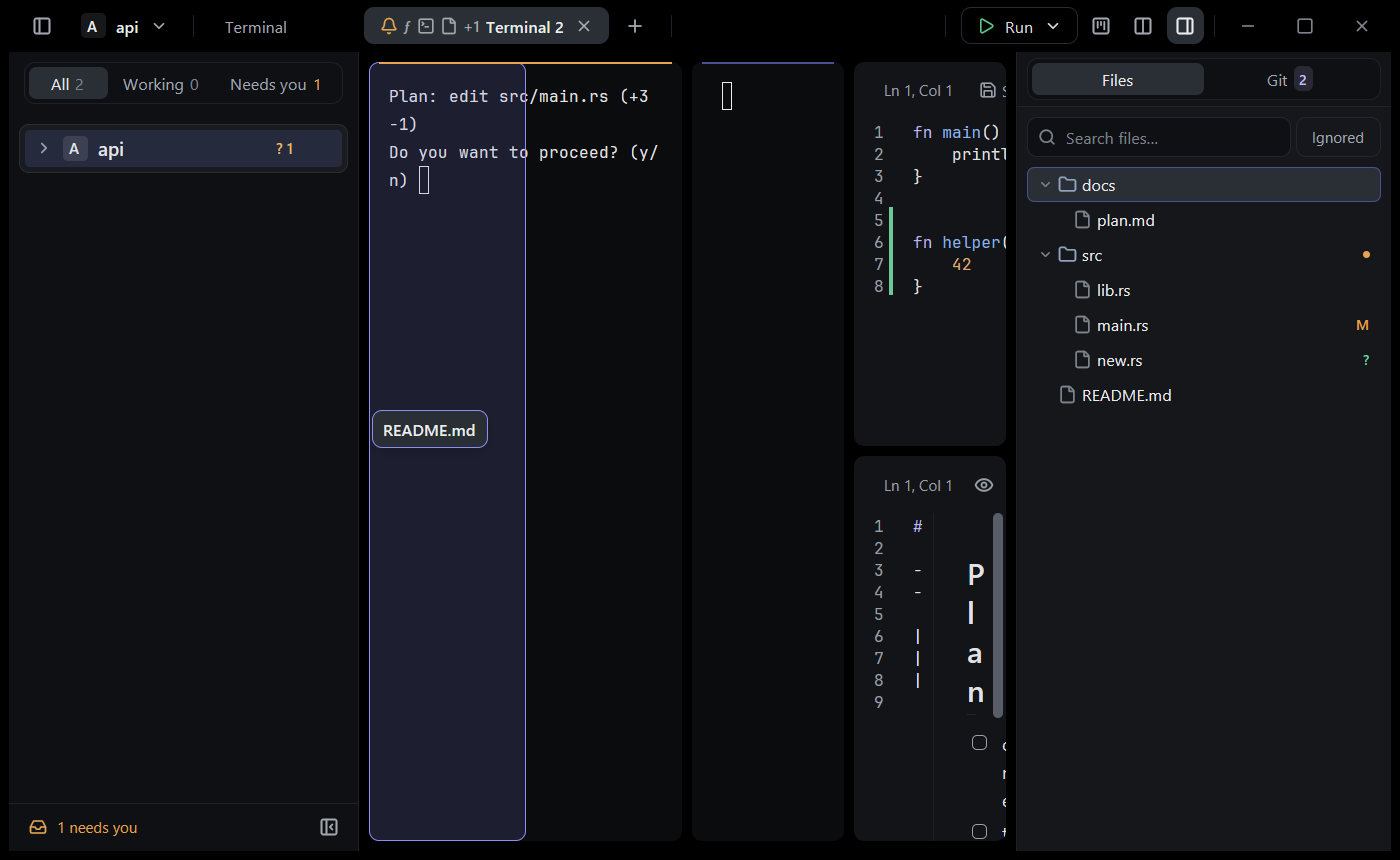 A api
Terminal
ƒ +1 Terminal 2
Run
All 2
Working 0
Needs you 1
A api ? 1
1 needs you
Plan: edit src/main.rs (+3
-1)
Do you want to proceed? (y/
n)
README.md
Ln 1, Col 1
1 fn main()
2 printl
3 }
4
5
6 fn helper(
7 42
8 }
Ln 1, Col 1
1 #
2
3 -
4 -
5
6 |
7 |
8 |
9
P
l
a
n
Files
Git 2
Search files...
Ignored
docs
plan.md
src
lib.rs
main.rs M
new.rs ?
README.md